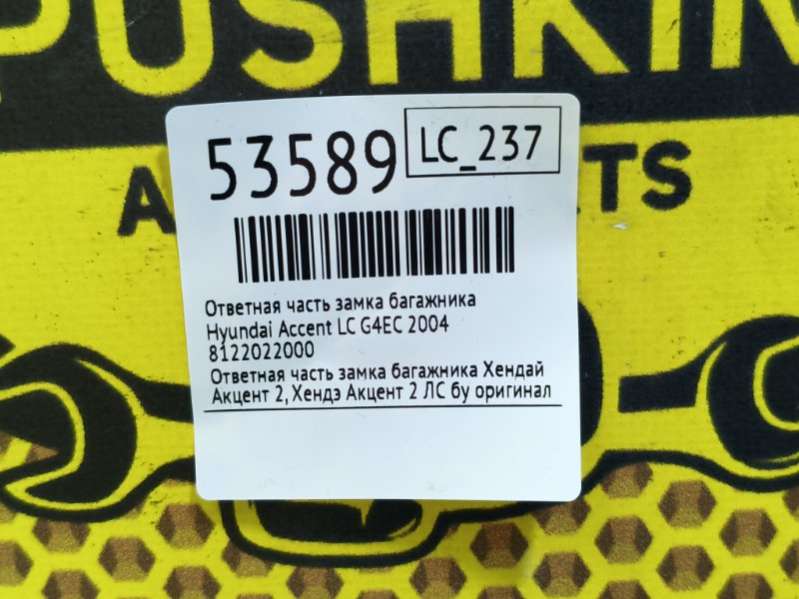 PUSHKIN
53589
LC_237
TS
Ответная часть замка багажника
Hyundai Accent LC G4EC 2004
8122022000
Ответная часть замка багажника Хендай
Акцент 2, Хендэ Акцент 2 ЛС бу оригинал